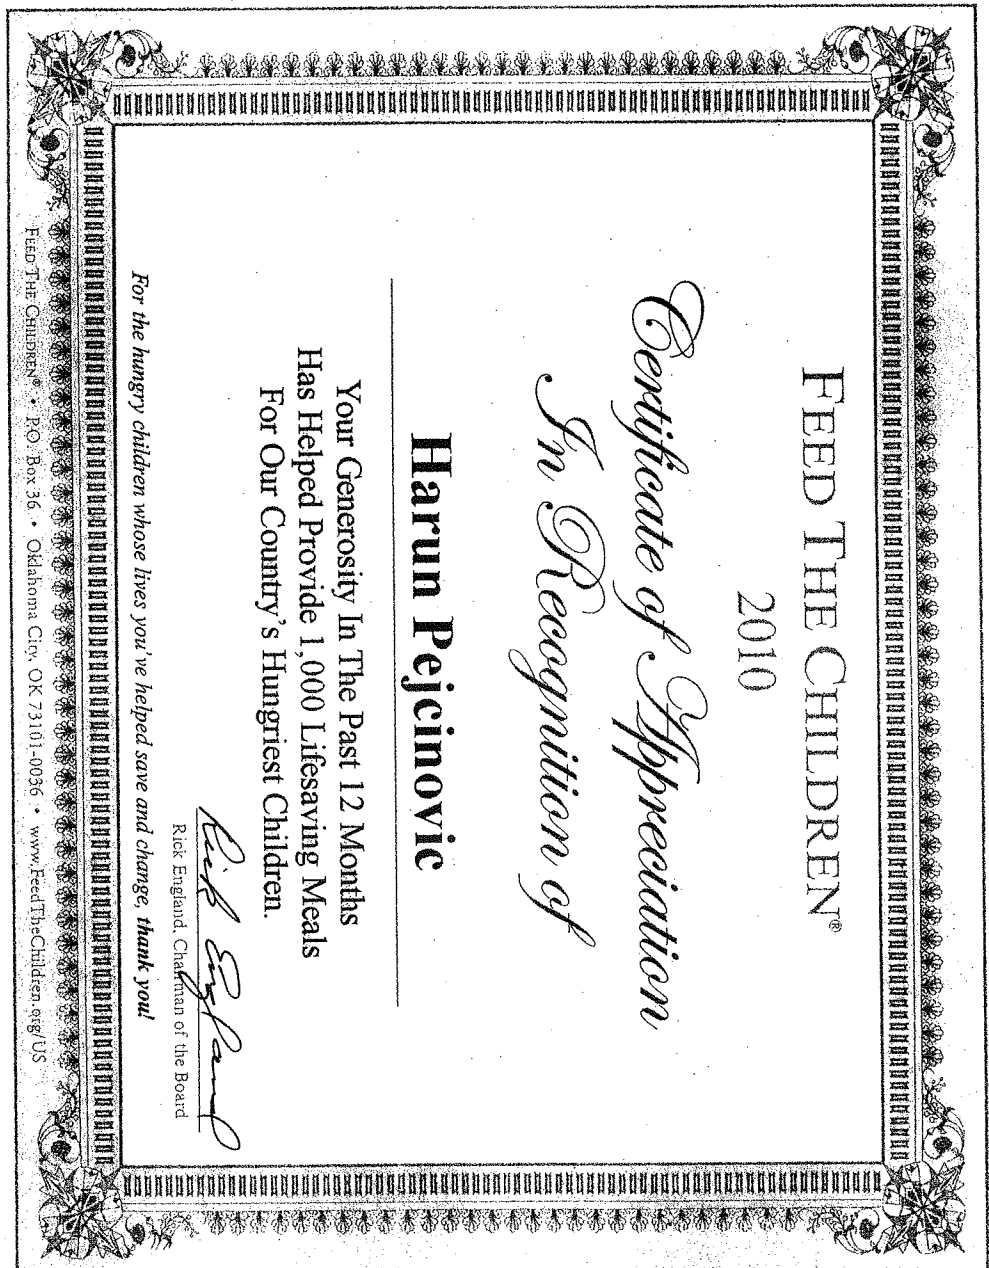 FEED THE CHILDREN®
2010
Certificate of Appreciation
In Recognition of
Harun Pejcinovic
Your Generosity In The Past 12 Months
Has Helped Provide 1,000 Lifesaving Meals
For Our Country's Hungriest Children.
Rick England
Rick England, Chairman of the Board
For the hungry children whose lives you've helped save and change, thank you!
FEED THE CHILDREN® • P.O. Box 36 • Oklahoma City, OK 73101-0036 • www.FeedTheChildren.org/US